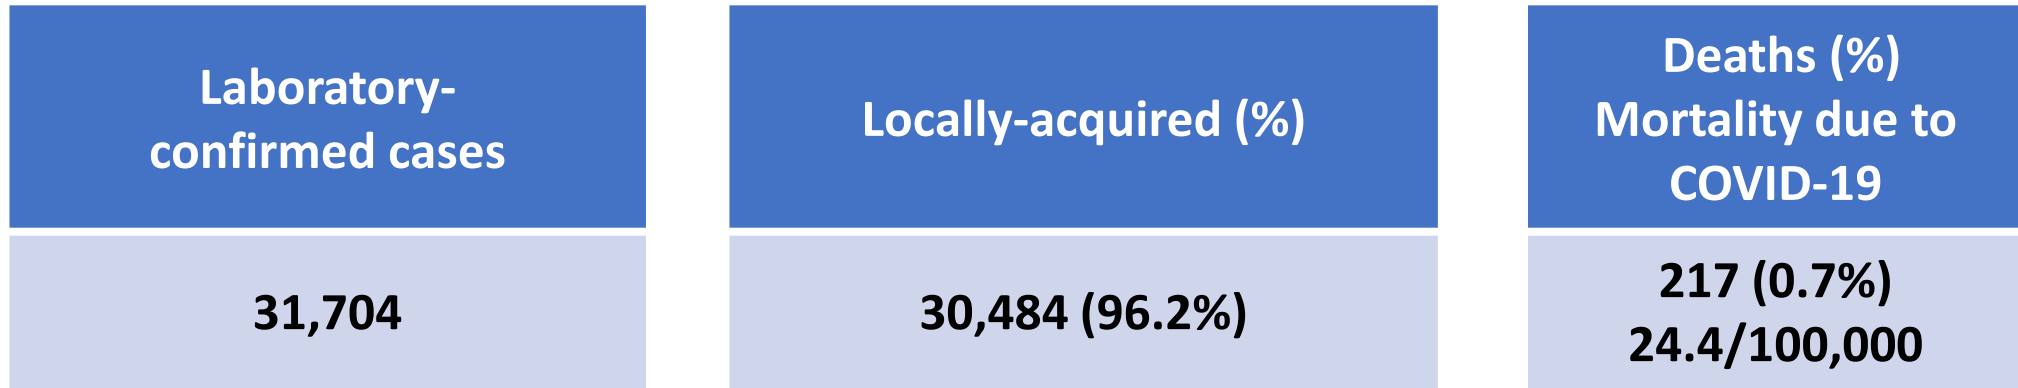 Laboratory-
confirmed cases
31,704
Locally-acquired (%)
30,484 (96.2%)
Deaths (%)
Mortality due to
COVID-19
217 (0.7%)
24.4/100,000